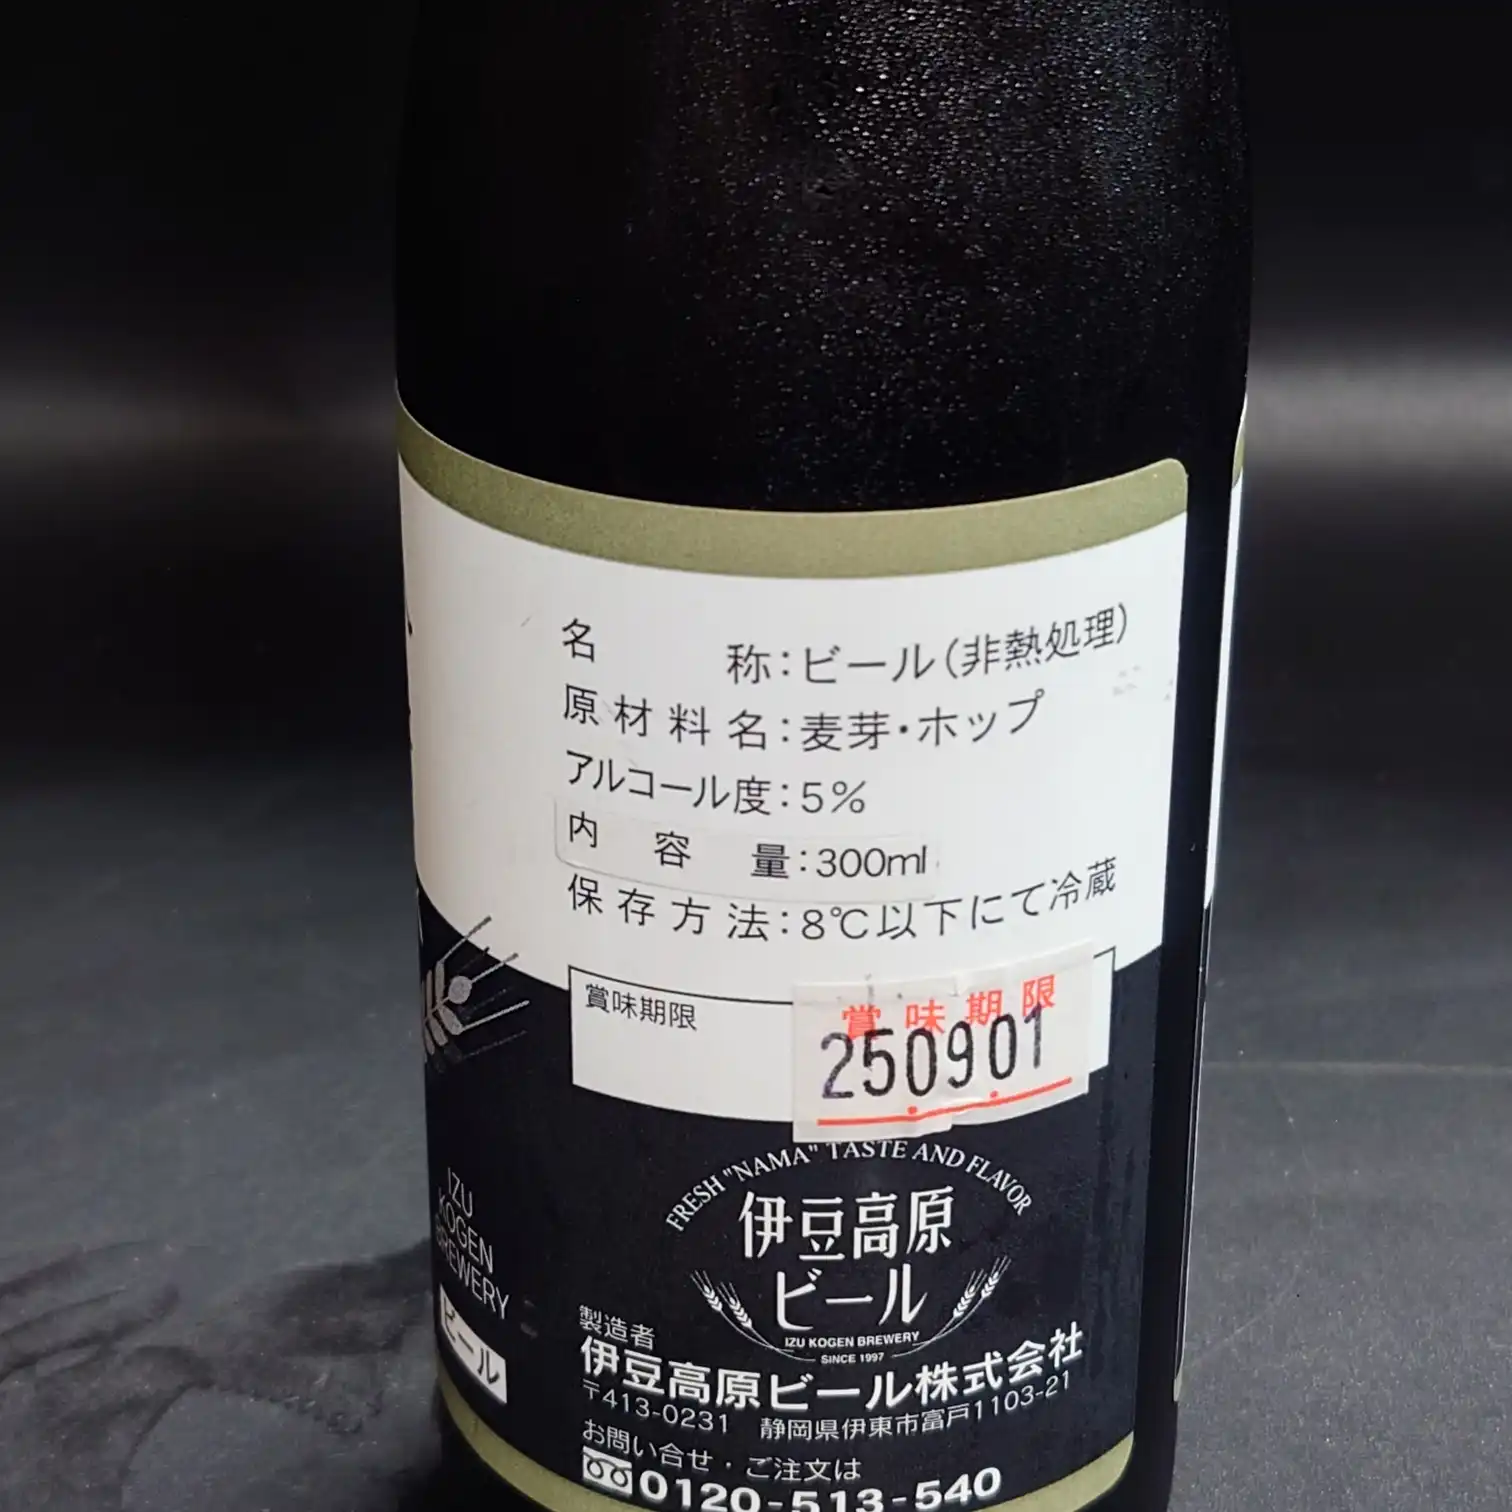 名称：ビール（非熱処理）
原材料名：麦芽・ホップ
アルコール度：5％
内容量：300ml
保存方法：8℃以下にて冷蔵
賞味期限
賞味期限
250901
FRESH "NAMA" TASTE AND FLAVOR
伊豆高原
ビール
IZU KOGEN BREWERY
SINCE 1997
製造者
伊豆高原ビール株式会社
〒413-0231 静岡県伊東市富戸1103-21
お問い合せ・ご注文は
0120-513-540
IZU
KOGEN
BREWERY
ビール